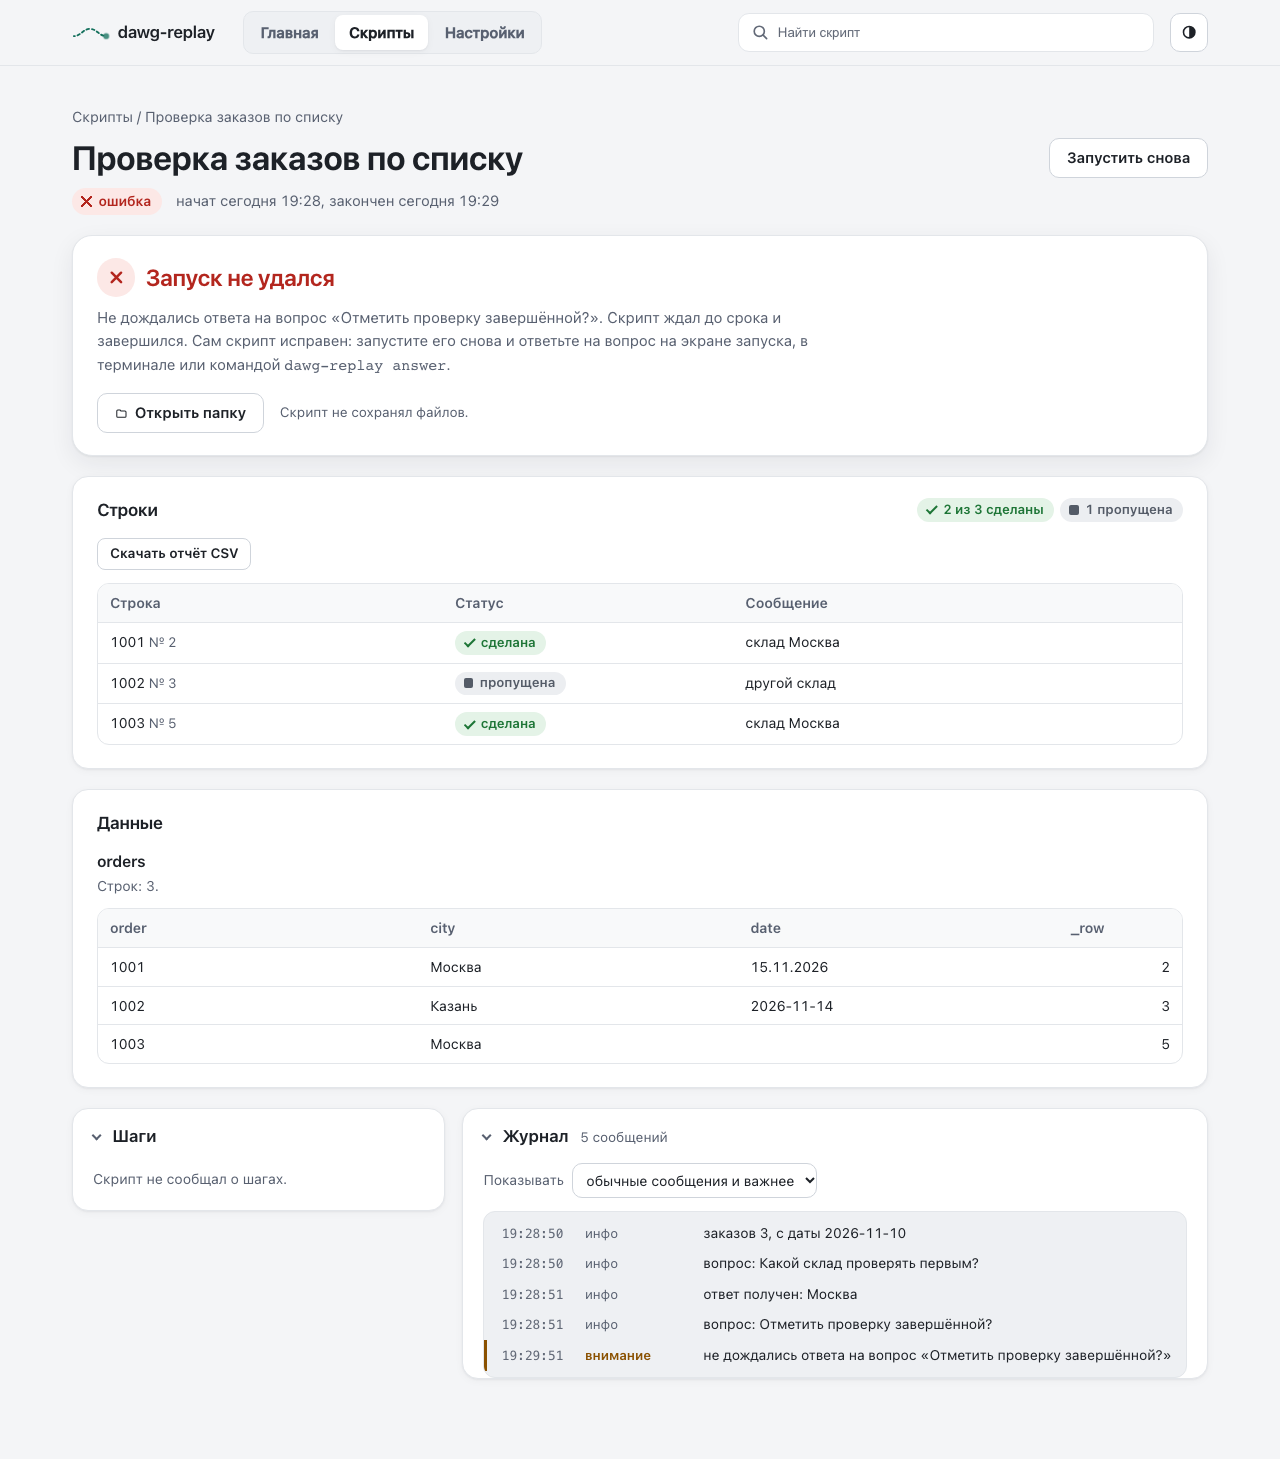 dawg-replay
Главная
Скрипты
Настройки
Найти скрипт
Скрипты / Проверка заказов по списку
Проверка заказов по списку
Запустить снова
ошибка
начат сегодня 19:28, закончен сегодня 19:29
Запуск не удался
Не дождались ответа на вопрос «Отметить проверку завершённой?». Скрипт ждал до срока и
завершился. Сам скрипт исправен: запустите его снова и ответьте на вопрос на экране запуска, в
терминале или командой dawg-replay answer.
Открыть папку
Скрипт не сохранял файлов.
Строки
2 из 3 сделаны
1 пропущена
Скачать отчёт CSV
Строка Статус Сообщение
1001 № 2 сделана склад Москва
1002 № 3 пропущена другой склад
1003 № 5 сделана склад Москва
Данные
orders
Строк: 3.
order city date _row
1001 Москва 15.11.2026 2
1002 Казань 2026-11-14 3
1003 Москва 5
Шаги
Скрипт не сообщал о шагах.
Журнал 5 сообщений
Показывать обычные сообщения и важнее
19:28:50 инфо заказов 3, с даты 2026-11-10
19:28:50 инфо вопрос: Какой склад проверять первым?
19:28:51 инфо ответ получен: Москва
19:28:51 инфо вопрос: Отметить проверку завершённой?
19:29:51 внимание не дождались ответа на вопрос «Отметить проверку завершённой?»